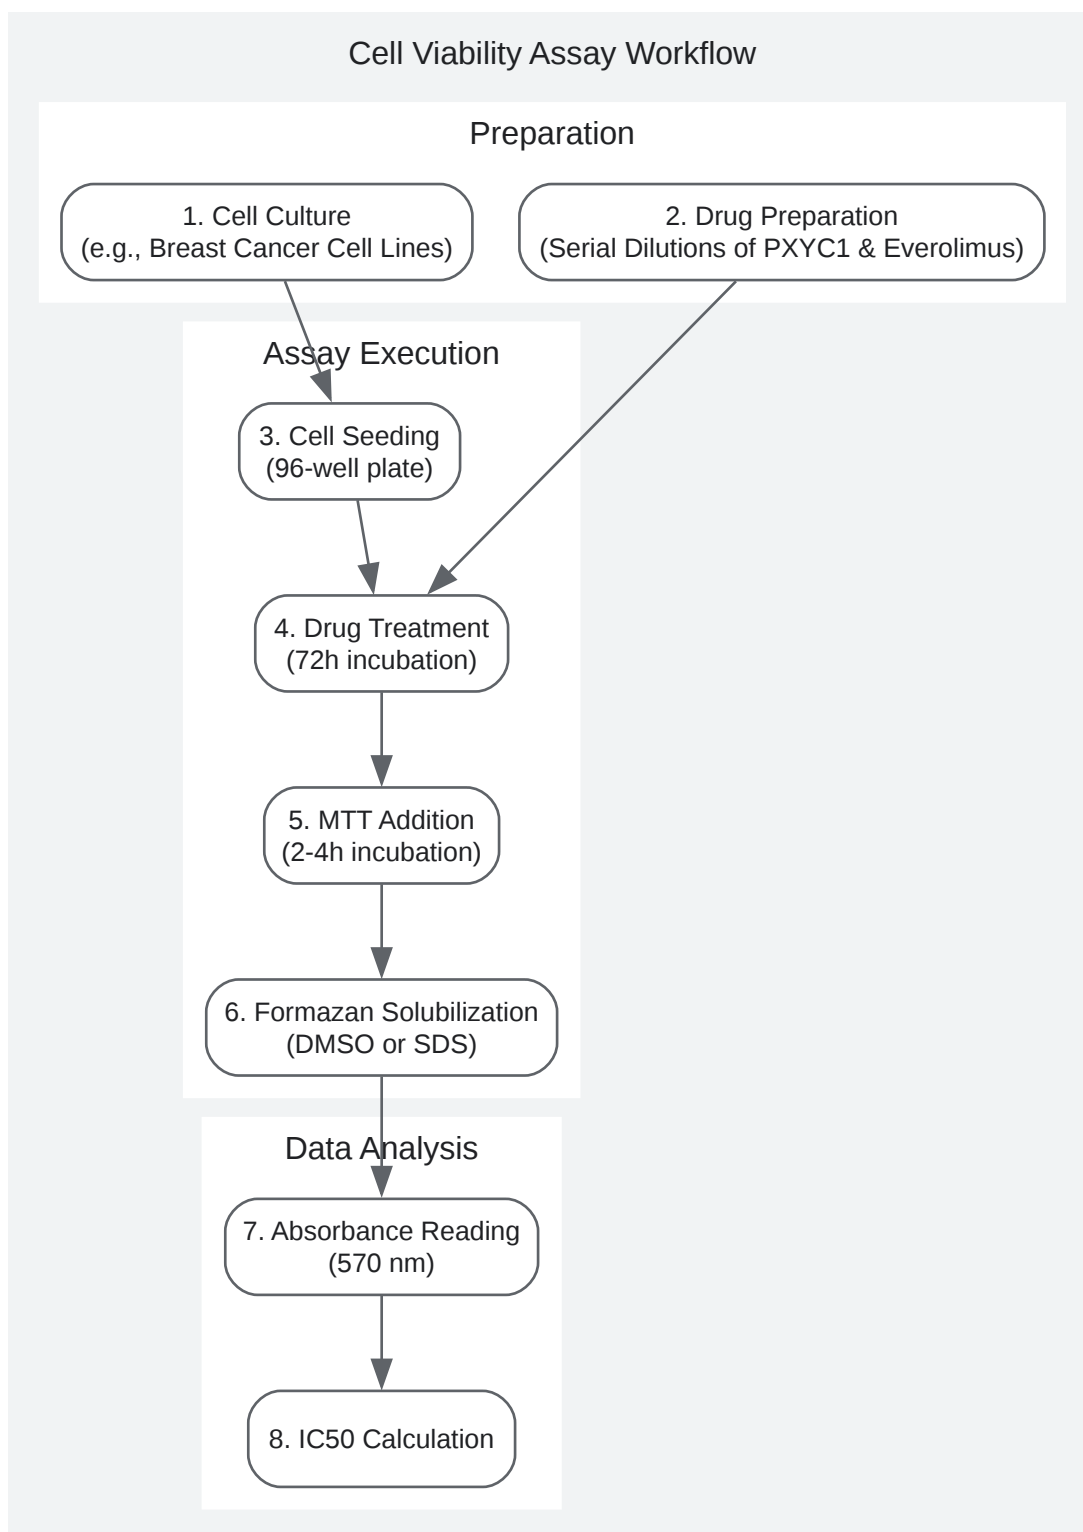 Cell Viability Assay Workflow
Preparation
1. Cell Culture
(e.g., Breast Cancer Cell Lines)
2. Drug Preparation
(Serial Dilutions of PXYC1 & Everolimus)
Assay Execution
3. Cell Seeding
(96-well plate)
4. Drug Treatment
(72h incubation)
5. MTT Addition
(2-4h incubation)
6. Formazan Solubilization
(DMSO or SDS)
Data Analysis
7. Absorbance Reading
(570 nm)
8. IC50 Calculation